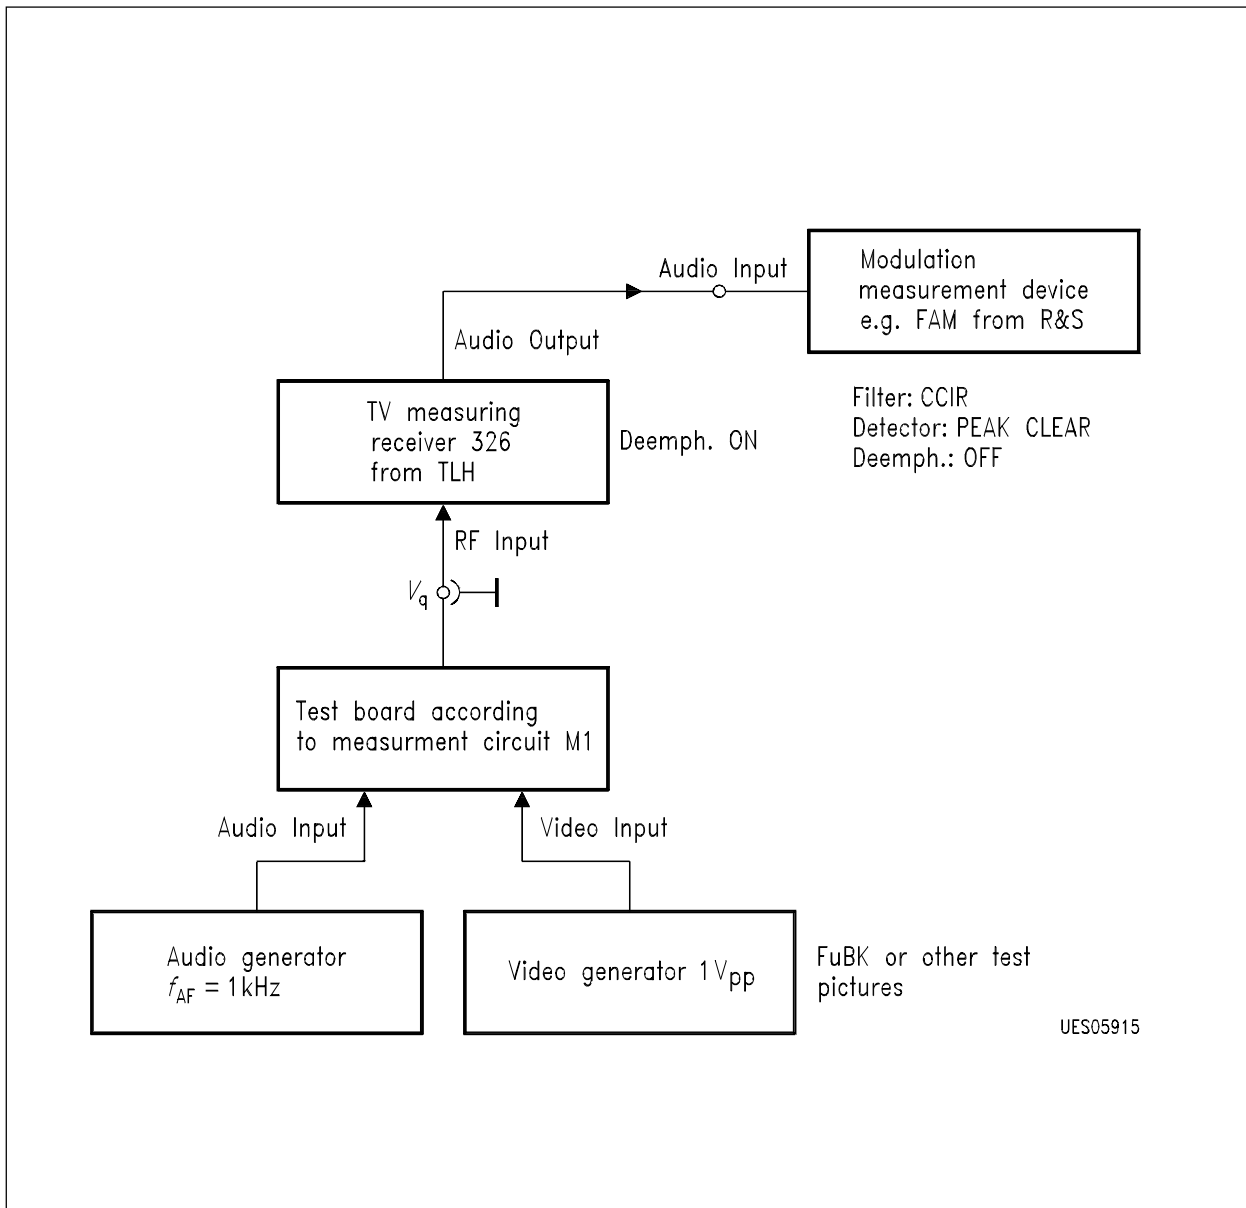 Audio Input
Modulation
measurement device
e.g. FAM from R&S
Audio Output
Filter: CCIR
Detector: PEAK CLEAR
Deemph.: OFF
TV measuring
receiver 326
from TLH
Deemph. ON
RF Input
Vq
Test board according
to measurment circuit M1
Audio Input
Video Input
Audio generator
fAF = 1kHz
Video generator 1Vpp
FuBK or other test
pictures
UES05915